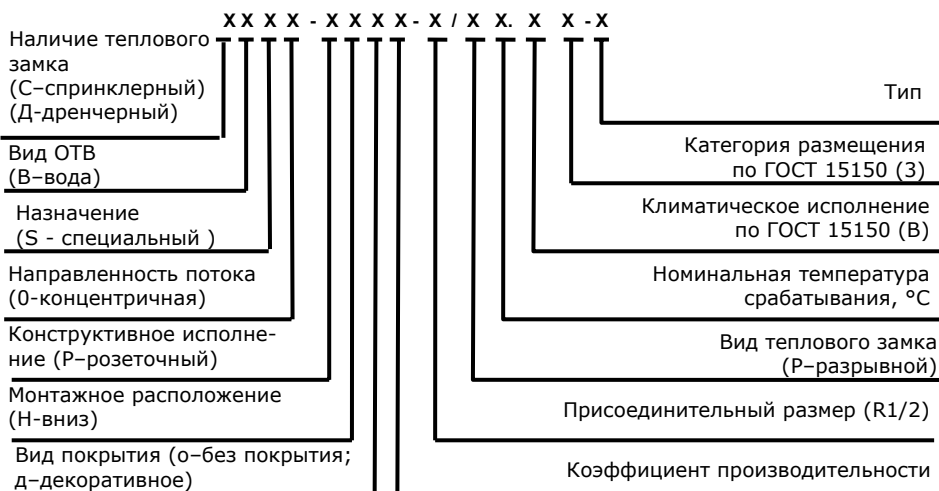 X X X X - X X X X - X / X X. X X - X
Наличие теплового
замка
(С–спринклерный)
(Д-дренчерный)
Вид ОТВ
(В–вода)
Назначение
(S - специальный )
Направленность потока
(0-концентричная)
Конструктивное исполне-
ние (Р–розеточный)
Монтажное расположение
(Н-вниз)
Вид покрытия (о–без покрытия;
д–декоративное)
Тип
Категория размещения
по ГОСТ 15150 (3)
Климатическое исполнение
по ГОСТ 15150 (В)
Номинальная температура
срабатывания, °С
Вид теплового замка
(Р–разрывной)
Присоединительный размер (R1/2)
Коэффициент производительности